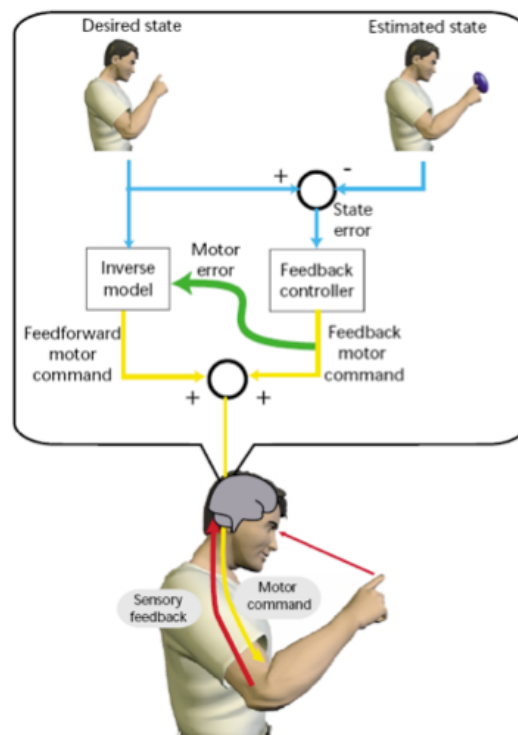 Desired state
Estimated state
+
-
State
error
Motor
error
Inverse
model
Feedback
controller
Feedforward
motor
command
Feedback
motor
command
+
+
Sensory
feedback
Motor
command